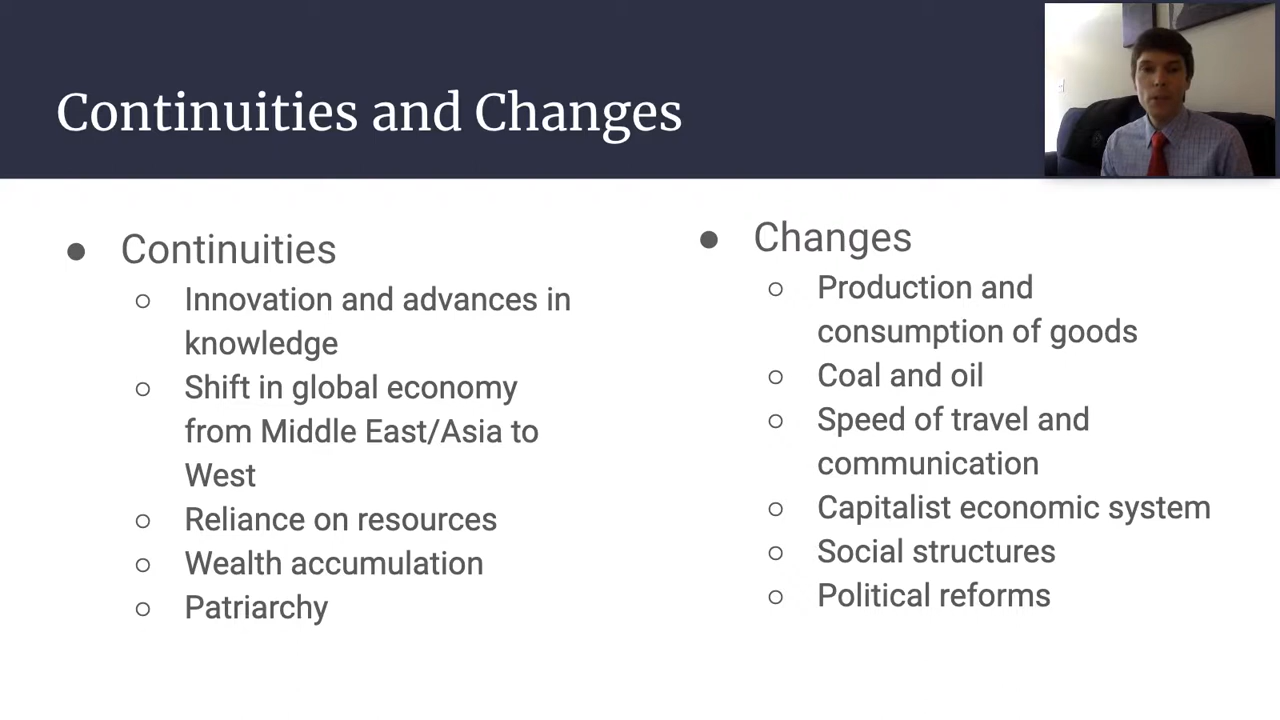 Continuities and Changes
● Continuities
○ Innovation and advances in
knowledge
○ Shift in global economy
from Middle East/Asia to
West
○ Reliance on resources
○ Wealth accumulation
○ Patriarchy
● Changes
○ Production and
consumption of goods
○ Coal and oil
○ Speed of travel and
communication
○ Capitalist economic system
○ Social structures
○ Political reforms